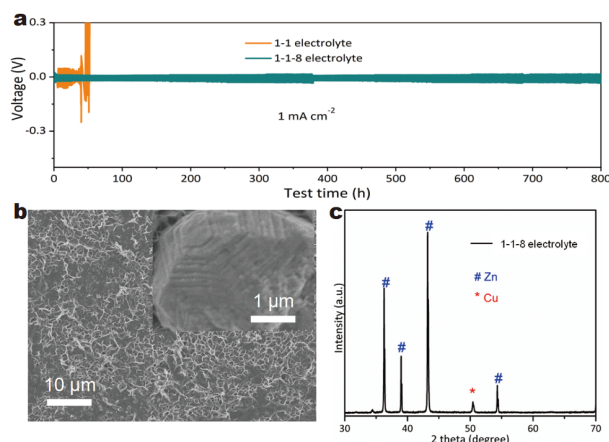 a
0.3
0.0
-0.3
Voltage (V)
1-1 electrolyte
1-1-8 electrolyte
1 mA cm⁻²
0 100 200 300 400 500 600 700 800
Test time (h)
b
1 μm
10 μm
c
Intensity (a.u.)
1-1-8 electrolyte
# Zn
* Cu
#
#
#
*
#
30 40 50 60 70
2 theta (degree)